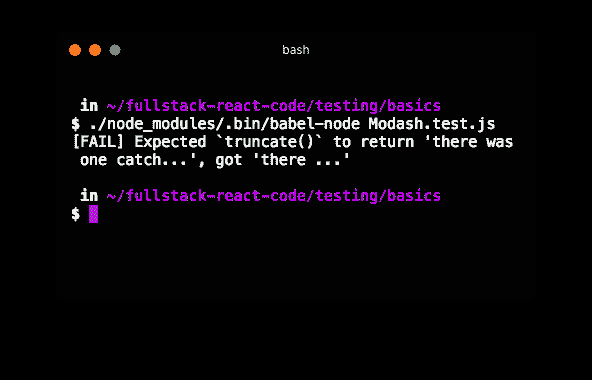 bash
in ~/fullstack-react-code/testing/basics
$ ./node_modules/.bin/babel-node Modash.test.js
[FAIL] Expected `truncate()` to return 'there was
one catch...', got 'there ...'
in ~/fullstack-react-code/testing/basics
$